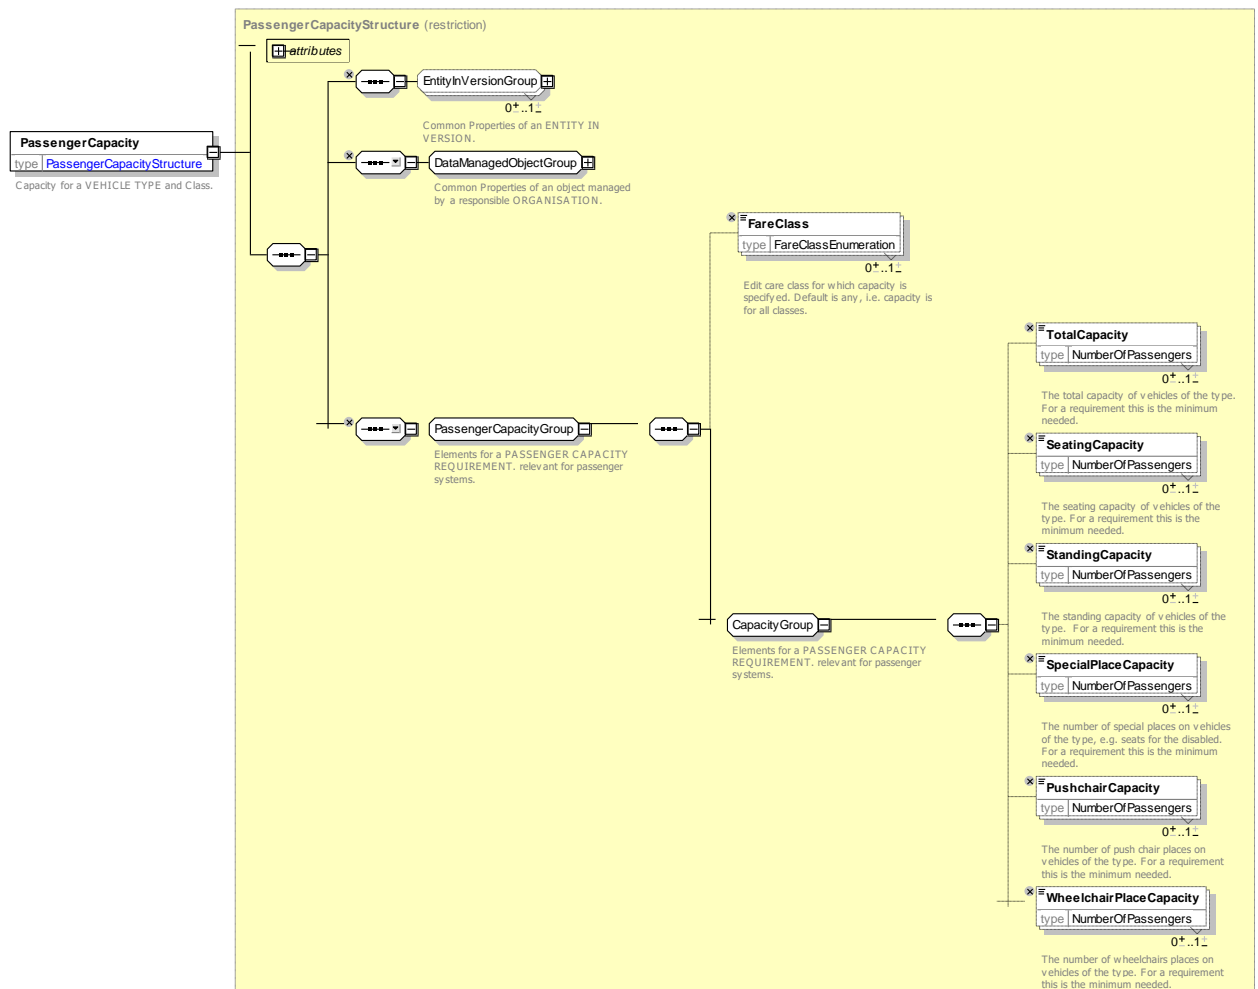 PassengerCapacityStructure (restriction)
attributes
EntityInVersionGroup
0..1
Common Properties of an ENTITY IN
VERSION.
PassengerCapacity
type PassengerCapacityStructure
Capacity for a VEHICLE TYPE and Class.
DataManagedObjectGroup
Common Properties of an object managed
by a responsible ORGANISATION.
FareClass
type FareClassEnumeration
0..1
Edit care class for which capacity is
specifyed. Default is any, i.e. capacity is
for all classes.
TotalCapacity
type NumberOfPassengers
0..1
The total capacity of vehicles of the type.
For a requirement this is the minimum
needed.
PassengerCapacityGroup
Elements for a PASSENGER CAPACITY
REQUIREMENT. relevant for passenger
systems.
SeatingCapacity
type NumberOfPassengers
0..1
The seating capacity of vehicles of the
type. For a requirement this is the
minimum needed.
StandingCapacity
type NumberOfPassengers
0..1
The standing capacity of vehicles of the
type.  For a requirement this is the
minimum needed.
CapacityGroup
Elements for a PASSENGER CAPACITY
REQUIREMENT. relevant for passenger
systems.
SpecialPlaceCapacity
type NumberOfPassengers
0..1
The number of special places on vehicles
of the type, e.g. seats for the disabled.
For a requirement this is the minimum
needed.
PushchairCapacity
type NumberOfPassengers
0..1
The number of push chair places on
vehicles of the type. For a requirement
this is the minimum needed.
WheelchairPlaceCapacity
type NumberOfPassengers
0..1
The number of wheelchairs places on
vehicles of the type. For a requirement
this is the minimum needed.